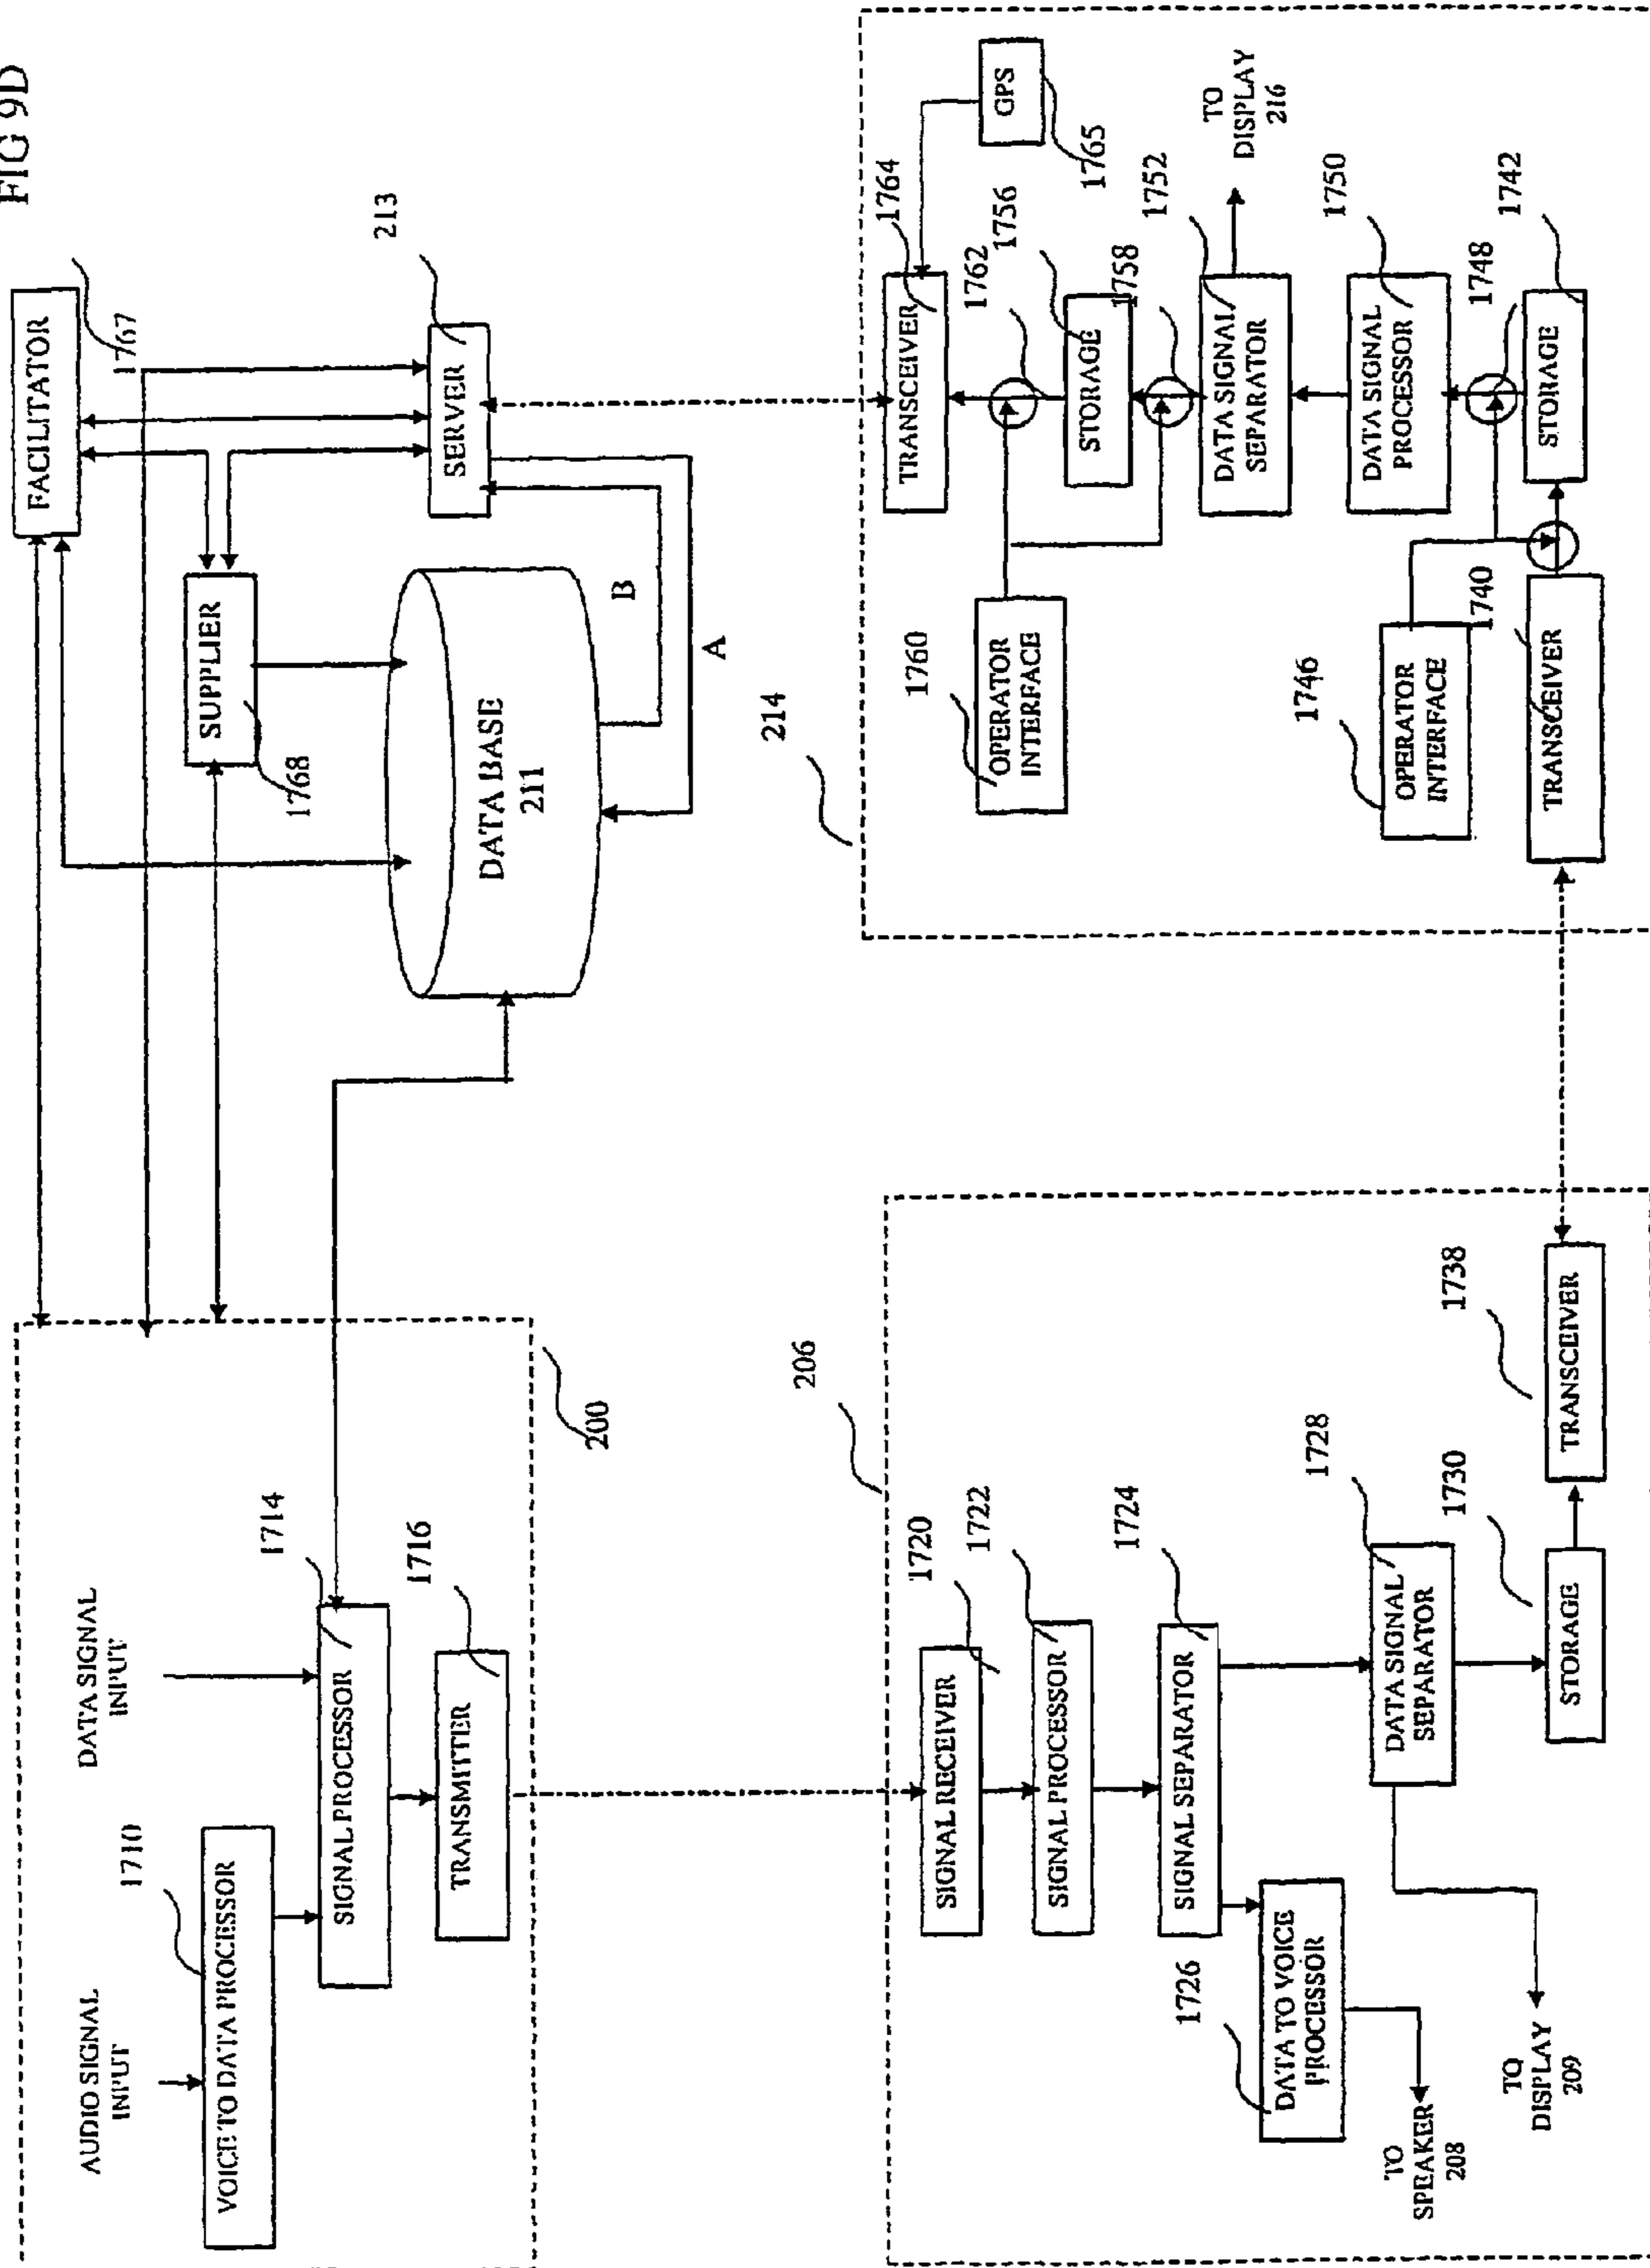 FIG 9D
AUDIO SIGNAL
INPUT
DATA SIGNAL
INPUT
1710
VOICE TO DATA PROCESSOR
1714
SIGNAL PROCESSOR
1716
TRANSMITTER
200
FACILITATOR
1767
SUPPLIER
1768
213
SERVER
DATA BASE
211
B
A
206
1720
SIGNAL RECEIVER
1722
SIGNAL PROCESSOR
1724
SIGNAL SEPARATOR
1726
DATA TO VOICE
PROCESSOR
1728
DATA SIGNAL
SEPARATOR
1730
STORAGE
1738
TRANSCEIVER
TO
SPEAKER
208
TO
DISPLAY
209
214
1764
TRANSCEIVER
GPS
1765
1762
1756
STORAGE
1758
1760
OPERATOR
INTERFACE
1752
DATA SIGNAL
SEPARATOR
TO
DISPLAY
216
1750
DATA SIGNAL
PROCESSOR
1748
1742
STORAGE
1746
OPERATOR
INTERFACE
1740
TRANSCEIVER